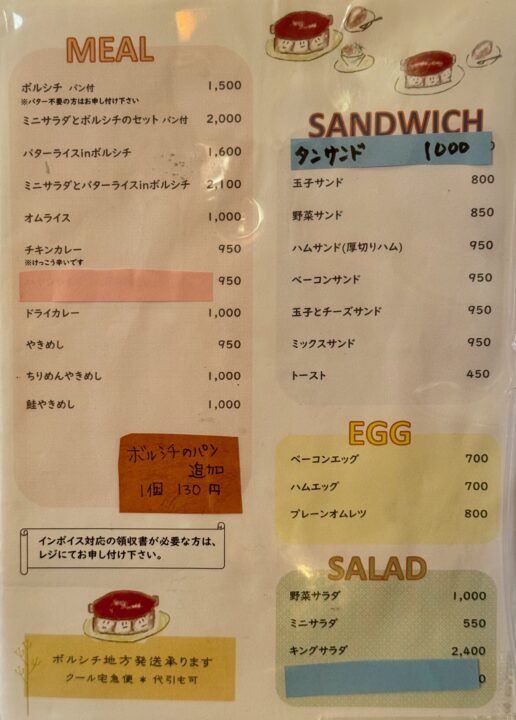 MEAL
ボルシチ パン付 1,500
※バター不要の方はお申し付け下さい
ミニサラダとボルシチのセット パン付 2,000
バターライスinボルシチ 1,600
ミニサラダとバターライスinボルシチ 2,100
オムライス 1,000
チキンカレー 950
※けっこう辛いです
950
ドライカレー 1,000
やきめし 950
ちりめんやきめし 1,000
鮭やきめし 1,000
ボルシチのパン
追加
1個 130円
インボイス対応の領収書が必要な方は、
レジにてお申し付け下さい。
ボルシチ地方発送承ります
クール宅急便 * 代引も可
SANDWICH
タンサンド 1000
玉子サンド 800
野菜サンド 850
ハムサンド(厚切りハム) 950
ベーコンサンド 950
玉子とチーズサンド 950
ミックスサンド 950
トースト 450
EGG
ベーコンエッグ 700
ハムエッグ 700
プレーンオムレツ 800
SALAD
野菜サラダ 1,000
ミニサラダ 550
キングサラダ 2,400